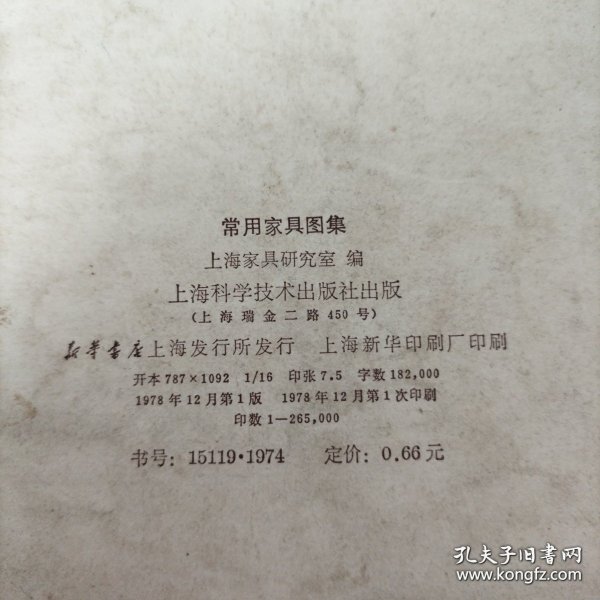 常用家具图集
上海家具研究室 编
上海科学技术出版社出版
(上海瑞金二路450号)
新华书店上海发行所发行 上海新华印刷厂印刷
开本787×1092 1/16 印张7.5 字数182,000
1978年12月第1版 1978年12月第1次印刷
印数1—265,000
书号：15119·1974 定价：0.66元
孔夫子旧书网
www.kongfz.com